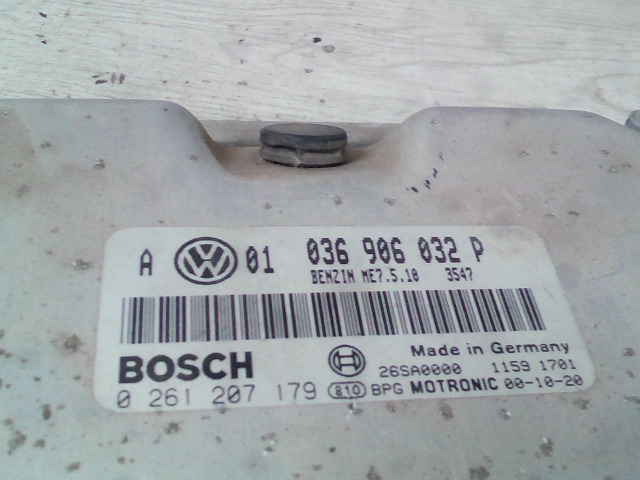 A VW 01 036 906 032 P
BENZIN ME7.5.10 3547
BOSCH Made in Germany
26SA0000 1159 1701
0 261 207 179 810 BPG MOTRONIC 00-10-20